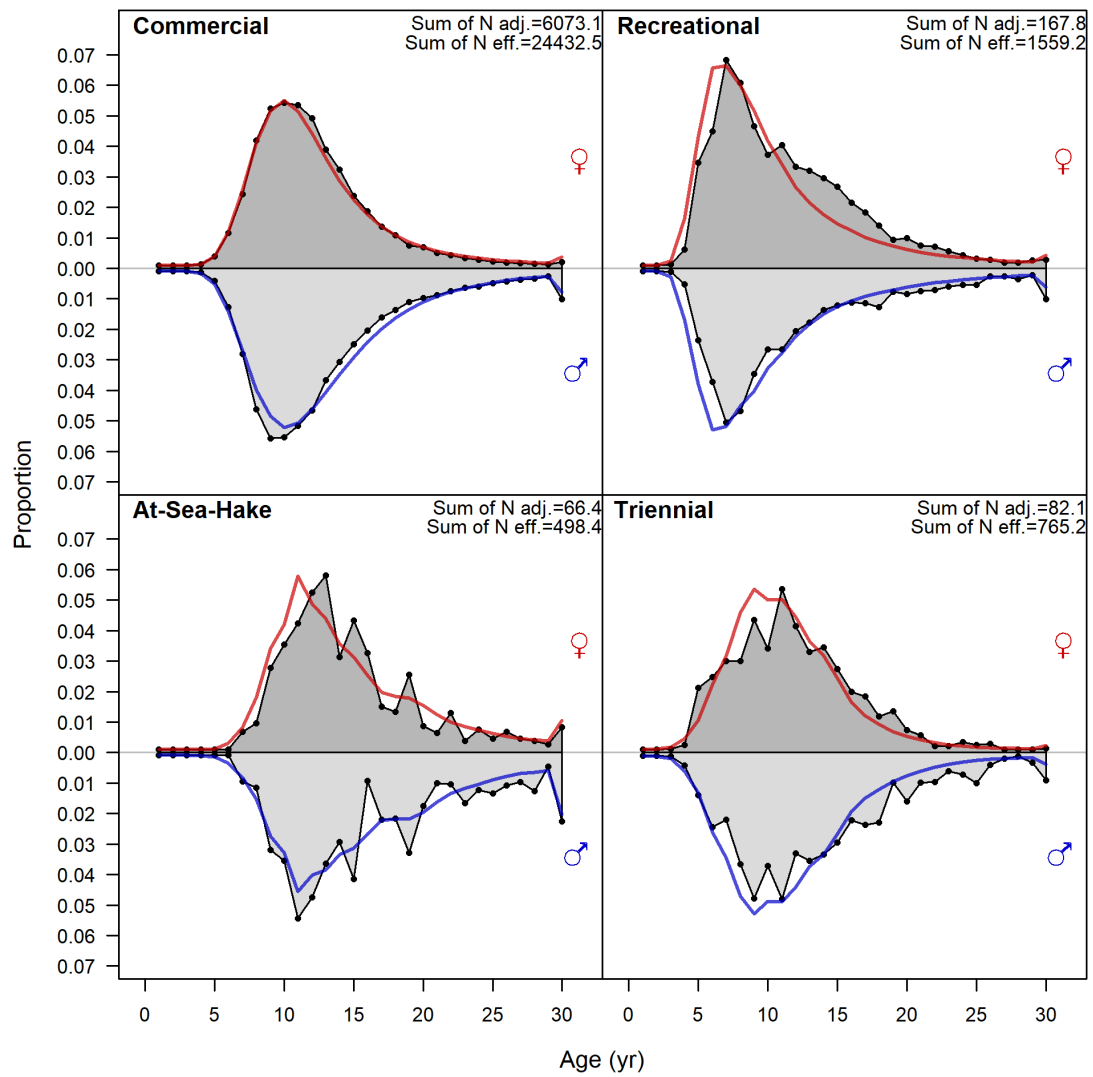 Commercial
Sum of N adj.=6073.1
Sum of N eff.=24432.5
Recreational
Sum of N adj.=167.8
Sum of N eff.=1559.2
0.07
0.06
0.05
0.04
0.03
0.02
0.01
0.00
0.01
0.02
0.03
0.04
0.05
0.06
0.07
♀
♂
♀
♂
Proportion
At-Sea-Hake
Sum of N adj.=66.4
Sum of N eff.=498.4
Triennial
Sum of N adj.=82.1
Sum of N eff.=765.2
0.07
0.06
0.05
0.04
0.03
0.02
0.01
0.00
0.01
0.02
0.03
0.04
0.05
0.06
0.07
♀
♂
♀
♂
0 5 10 15 20 25 30
0 5 10 15 20 25 30
Age (yr)